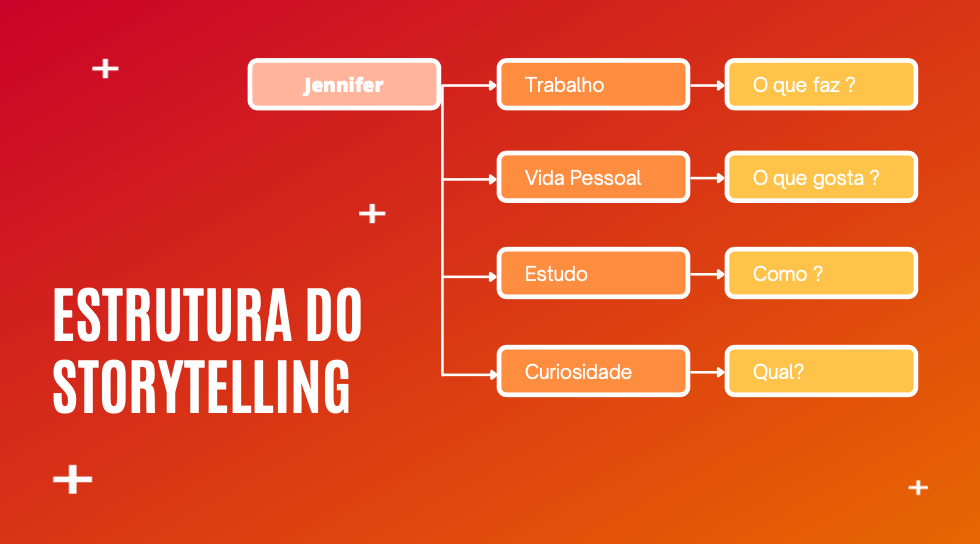 Jennifer
Trabalho
O que faz ?
Vida Pessoal
O que gosta ?
Estudo
Como ?
Curiosidade
Qual?
ESTRUTURA DO
STORYTELLING